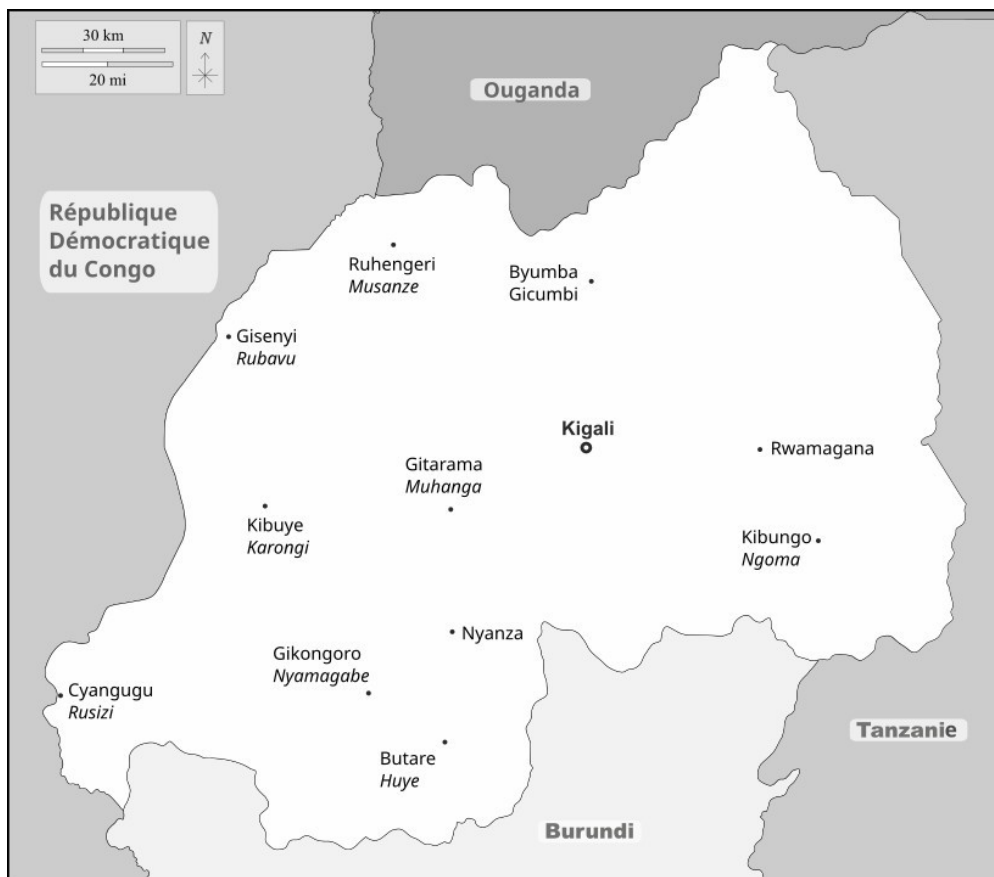 30 km
20 mi
N
Ouganda
République
Démocratique
du Congo
Ruhengeri
Musanze
Byumba
Gicumbi
Gisenyi
Rubavu
Kigali
Rwamagana
Gitarama
Muhanga
Kibuye
Karongi
Kibungo
Ngoma
Nyanza
Gikongoro
Nyamagabe
Cyangugu
Rusizi
Butare
Huye
Tanzanie
Burundi